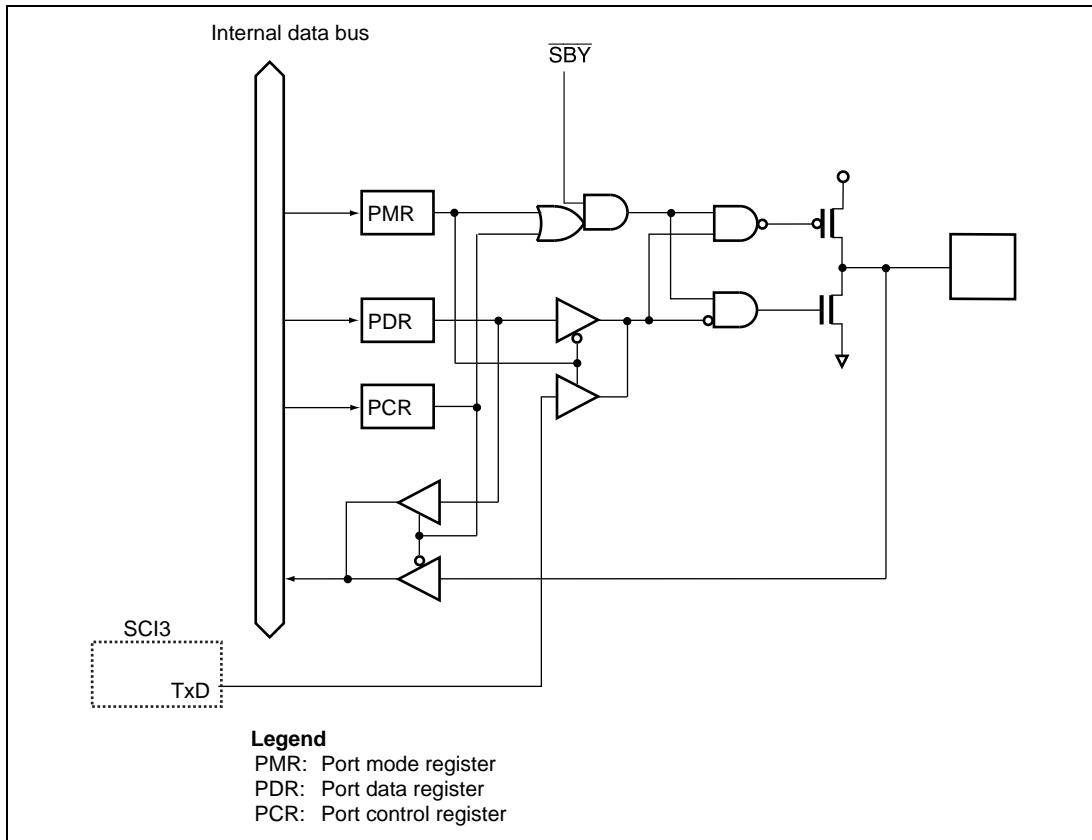 Internal data bus
SBY
PMR
PDR
PCR
SCI3
TxD
Legend
PMR: Port mode register
PDR: Port data register
PCR: Port control register